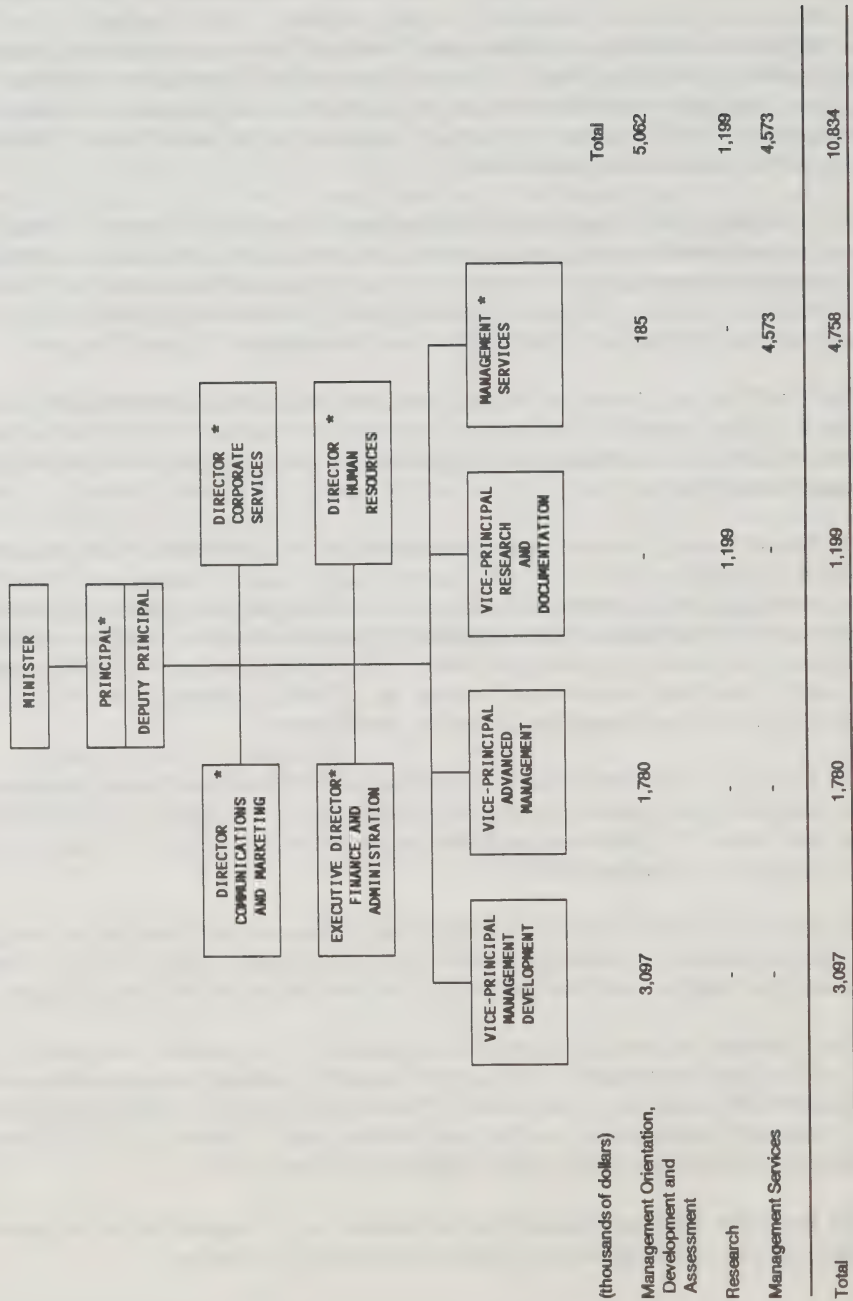 MINISTER
PRINCIPAL*
DEPUTY PRINCIPAL
DIRECTOR *
COMMUNICATIONS
AND MARKETING
DIRECTOR *
CORPORATE
SERVICES
EXECUTIVE DIRECTOR*
FINANCE AND
ADMINISTRATION
DIRECTOR *
HUMAN
RESOURCES
VICE-PRINCIPAL
MANAGEMENT
DEVELOPMENT
VICE-PRINCIPAL
ADVANCED
MANAGEMENT
VICE-PRINCIPAL
RESEARCH
AND
DOCUMENTATION
MANAGEMENT *
SERVICES
(thousands of dollars) Total
Management Orientation,
Development and
Assessment 3,097 1,780 - 185 5,062
Research - - 1,199 - 1,199
Management Services - - - 4,573 4,573
Total 3,097 1,780 1,199 4,758 10,834